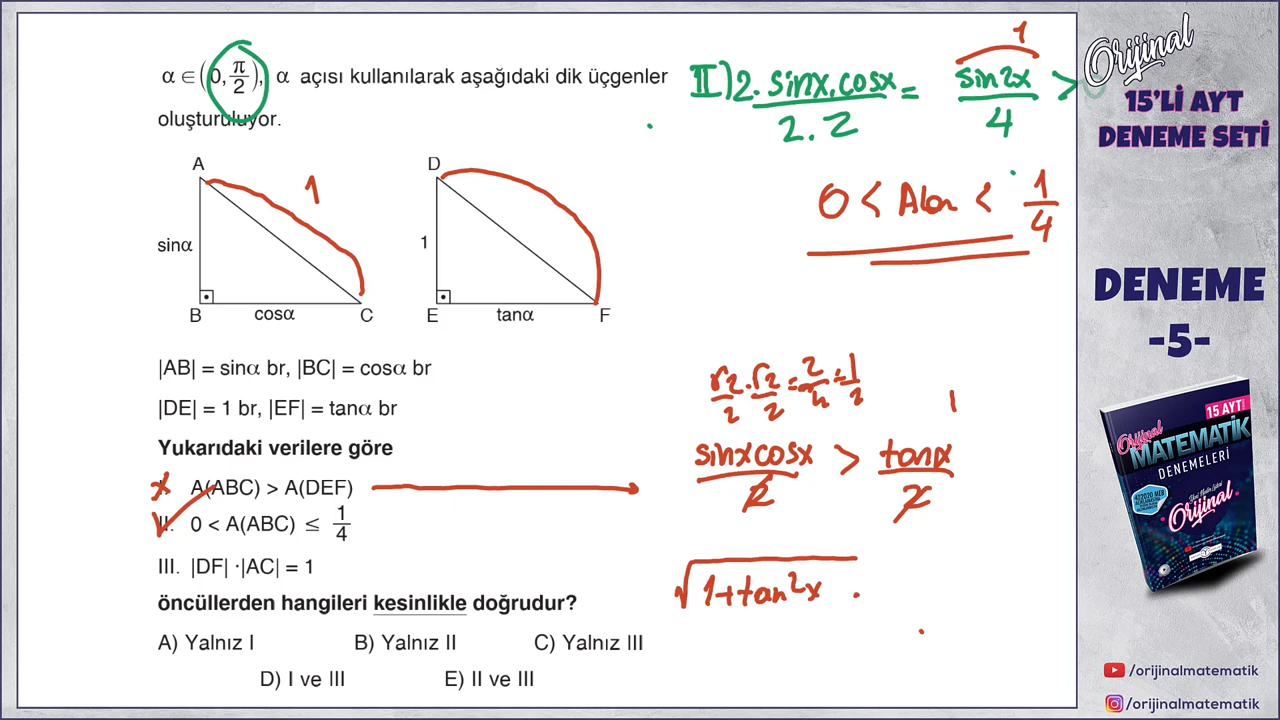 α ∈ (0, π/2), α açısı kullanılarak aşağıdaki dik üçgenler
oluşturuluyor.
A
sinα
B
cosα
C
1
D
1
E
tanα
F
|AB| = sinα br, |BC| = cosα br
|DE| = 1 br, |EF| = tanα br
Yukarıdaki verilere göre
I. A(ABC) > A(DEF)
II. 0 < A(ABC) ≤ 1/4
III. |DF| ·|AC| = 1
öncüllerden hangileri kesinlikle doğrudur?
A) Yalnız I B) Yalnız II C) Yalnız III
D) I ve III E) II ve III
1
II) 2. sinx.cosx / 2.2 = sin2x / 4 > 0
0 < Alan < 1/4
√2/2 . √2/2 = 2/4 = 1/2
1
sinxcosx / 2 > tanx / 2
√1+tan²x .
Orijinal
15'Lİ AYT
DENEME SETİ
DENEME
-5-
15 AYT
Orijinal
MATEMATİK
DENEMELERİ
Orijinal
/orijinalmatematik
/orijinalmatematik